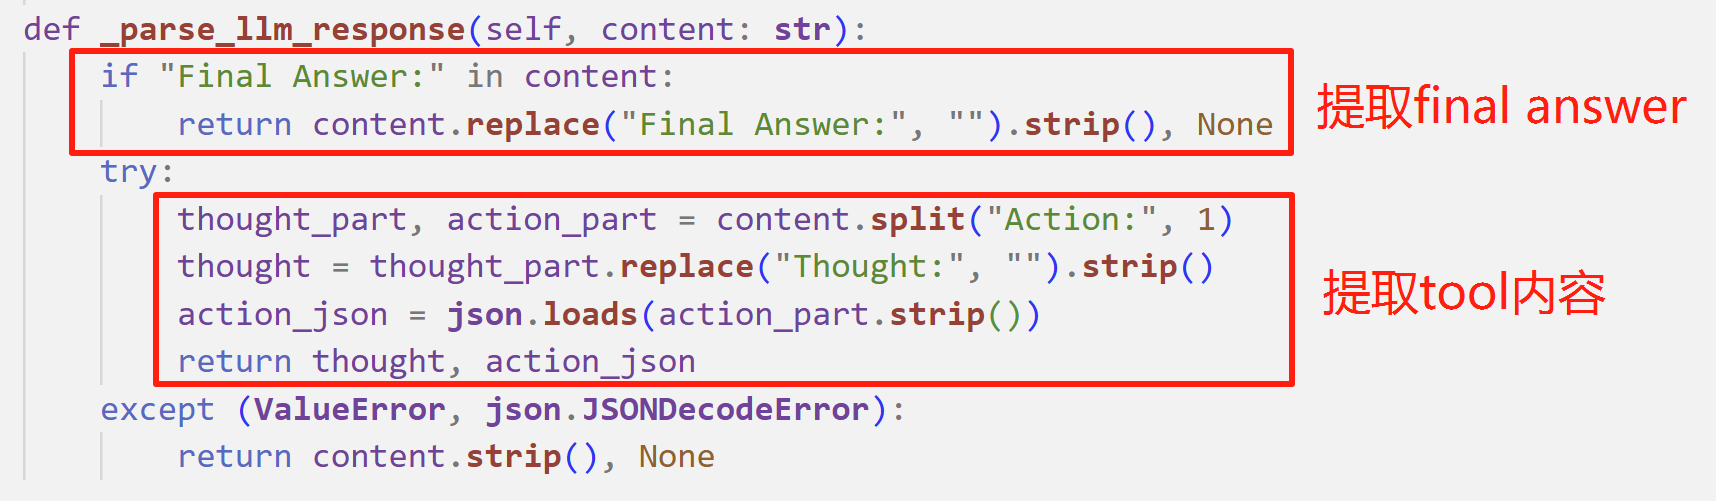 def _parse_llm_response(self, content: str):
if "Final Answer:" in content:
return content.replace("Final Answer:", "").strip(), None
提取final answer
try:
thought_part, action_part = content.split("Action:", 1)
thought = thought_part.replace("Thought:", "").strip()
action_json = json.loads(action_part.strip())
return thought, action_json
提取tool内容
except (ValueError, json.JSONDecodeError):
return content.strip(), None